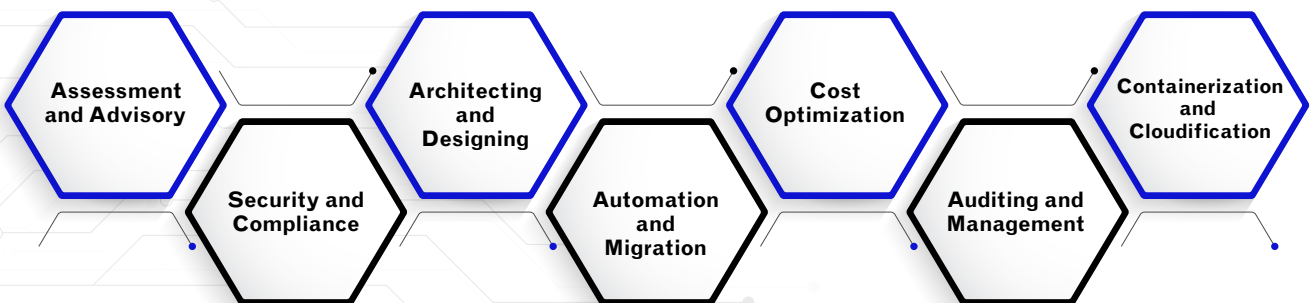 Assessment
and Advisory
Security and
Compliance
Architecting
and
Designing
Automation
and
Migration
Cost
Optimization
Auditing and
Management
Containerization
and
Cloudification